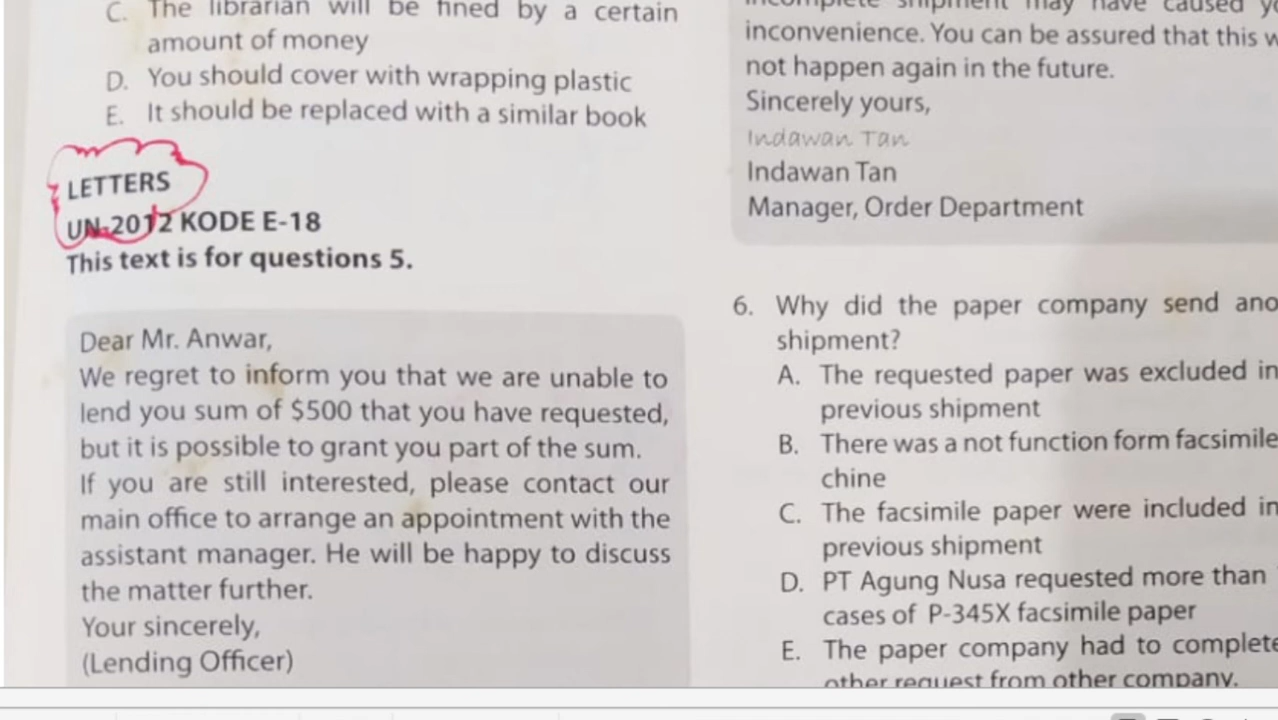 C. The librarian will be fined by a certain
amount of money
D. You should cover with wrapping plastic
E. It should be replaced with a similar book
LETTERS
UN-2012 KODE E-18
This text is for questions 5.
Dear Mr. Anwar,
We regret to inform you that we are unable to
lend you sum of $500 that you have requested,
but it is possible to grant you part of the sum.
If you are still interested, please contact our
main office to arrange an appointment with the
assistant manager. He will be happy to discuss
the matter further.
Your sincerely,
(Lending Officer)
incomplete shipment may have caused
inconvenience. You can be assured that this
not happen again in the future.
Sincerely yours,
Indawan Tan
Indawan Tan
Manager, Order Department
6. Why did the paper company send
shipment?
A. The requested paper was excluded in
previous shipment
B. There was a not function form facsimile
chine
C. The facsimile paper were included in
previous shipment
D. PT Agung Nusa requested more than
cases of P-345X facsimile paper
E. The paper company had to complete
other request from other company.